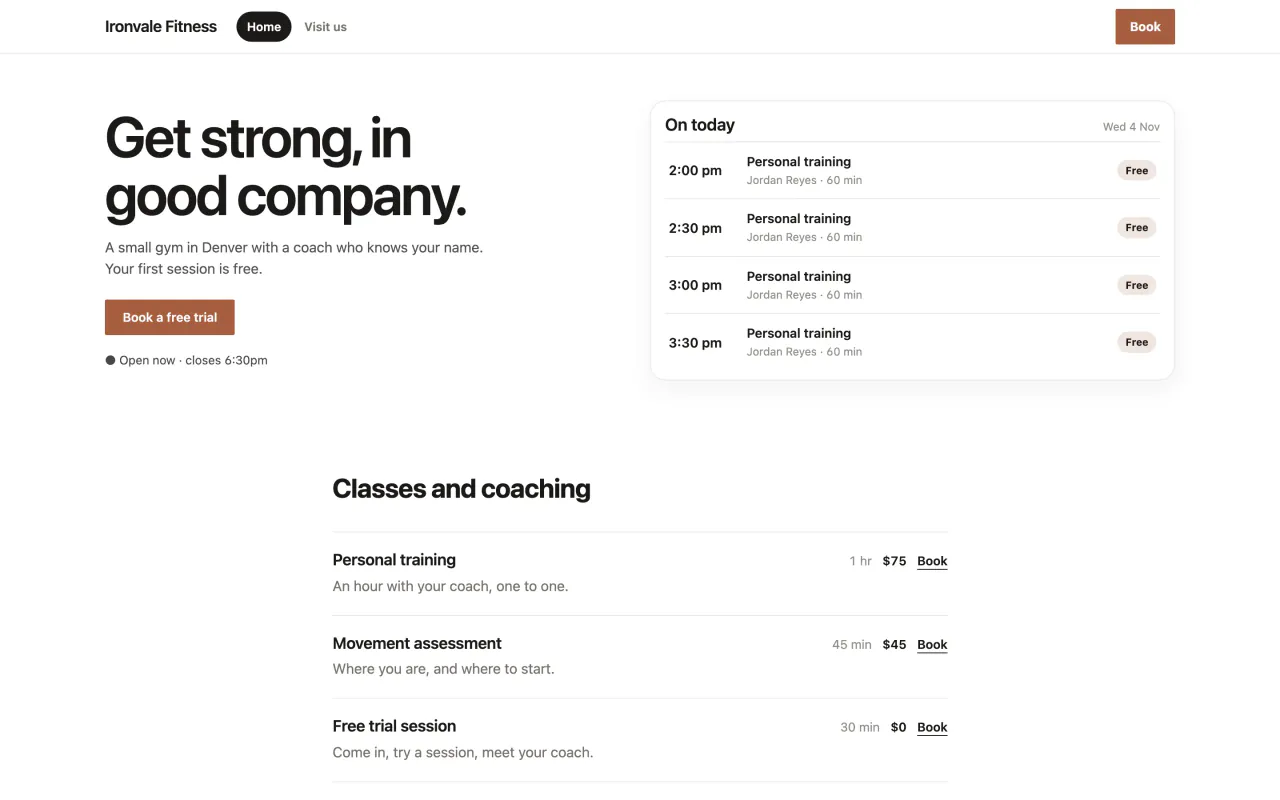 Ironvale Fitness
Home
Visit us
Book
Get strong, in
good company.
A small gym in Denver with a coach who knows your name.
Your first session is free.
Book a free trial
Open now · closes 6:30pm
On today
Wed 4 Nov
2:00 pm
Personal training
Jordan Reyes · 60 min
Free
2:30 pm
Personal training
Jordan Reyes · 60 min
Free
3:00 pm
Personal training
Jordan Reyes · 60 min
Free
3:30 pm
Personal training
Jordan Reyes · 60 min
Free
Classes and coaching
Personal training
1 hr $75 Book
An hour with your coach, one to one.
Movement assessment
45 min $45 Book
Where you are, and where to start.
Free trial session
30 min $0 Book
Come in, try a session, meet your coach.